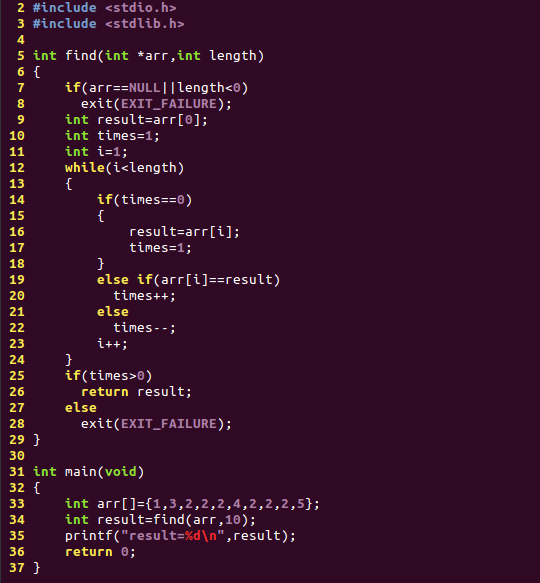 2 #include <stdio.h>
3 #include <stdlib.h>
4
5 int find(int *arr,int length)
6 {
7     if(arr==NULL||length<0)
8       exit(EXIT_FAILURE);
9     int result=arr[0];
10     int times=1;
11     int i=1;
12     while(i<length)
13     {
14         if(times==0)
15         {
16             result=arr[i];
17             times=1;
18         }
19         else if(arr[i]==result)
20           times++;
21         else
22           times--;
23         i++;
24     }
25     if(times>0)
26       return result;
27     else
28       exit(EXIT_FAILURE);
29 }
30
31 int main(void)
32 {
33     int arr[]={1,3,2,2,2,4,2,2,2,5};
34     int result=find(arr,10);
35     printf("result=%d\n",result);
36     return 0;
37 }